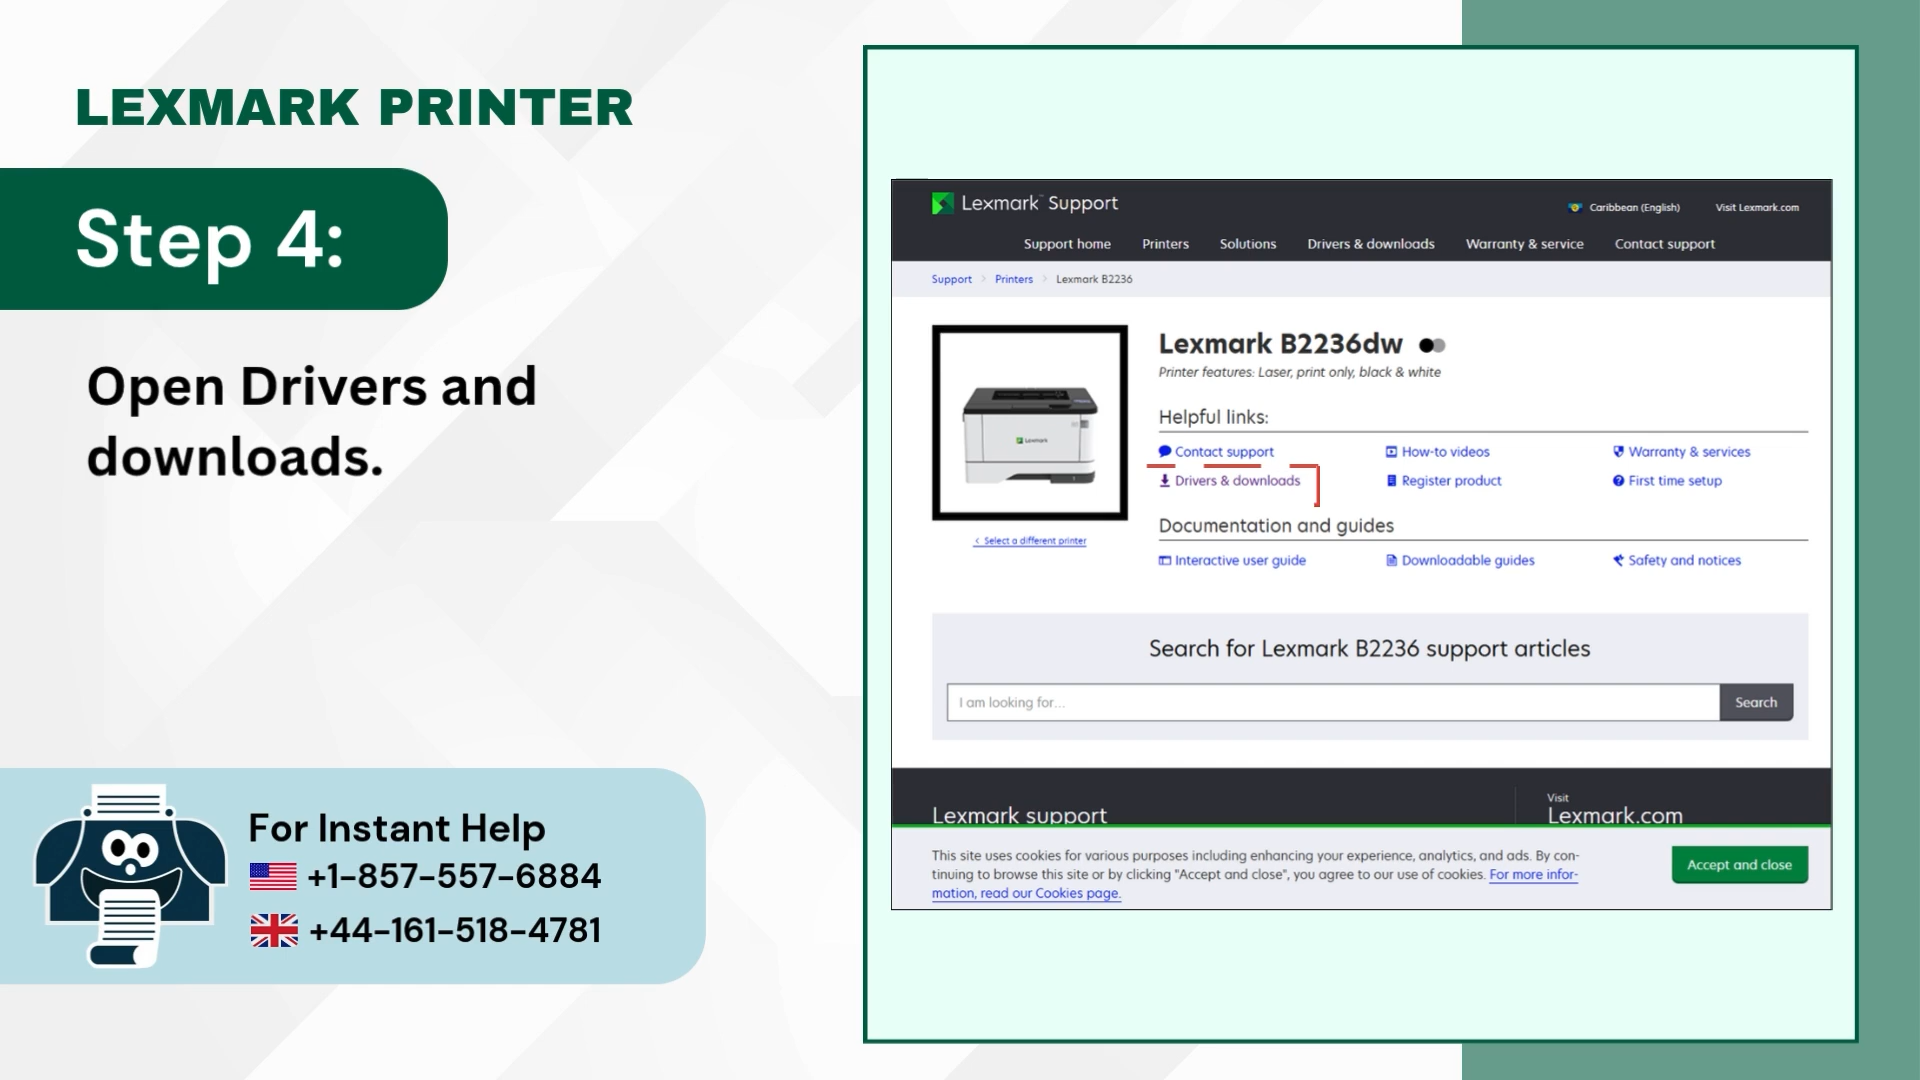 LEXMARK PRINTER
Step 4:
Open Drivers and
downloads.
For Instant Help
+1-857-557-6884
+44-161-518-4781
Lexmark™ Support
Caribbean (English)
Visit Lexmark.com
Support home
Printers
Solutions
Drivers & downloads
Warranty & service
Contact support
Support > Printers > Lexmark B2236
Lexmark B2236dw
Printer features: Laser, print only, black & white
Lexmark
< Select a different printer
Helpful links:
Contact support
How-to videos
Warranty & services
Drivers & downloads
Register product
First time setup
Documentation and guides
Interactive user guide
Downloadable guides
Safety and notices
Search for Lexmark B2236 support articles
I am looking for...
Search
Lexmark support
Visit
Lexmark.com
This site uses cookies for various purposes including enhancing your experience, analytics, and ads. By con-
tinuing to browse this site or by clicking "Accept and close", you agree to our use of cookies. For more infor-
mation, read our Cookies page.
Accept and close